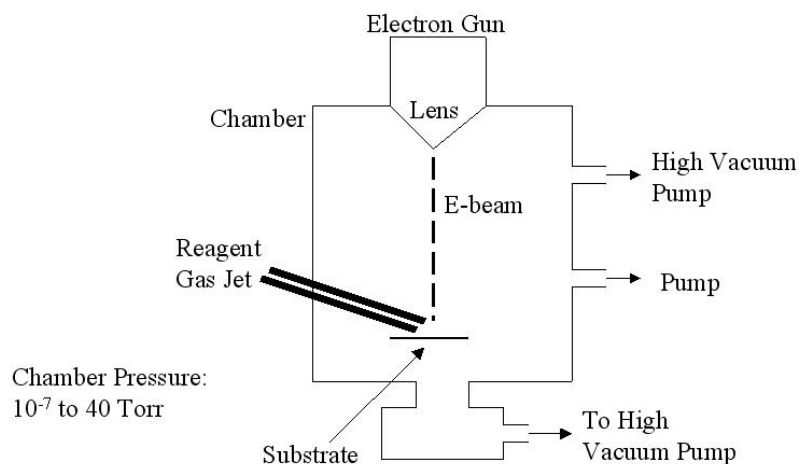 Electron Gun
Lens
Chamber
High Vacuum
Pump
E-beam
Reagent
Gas Jet
Pump
Chamber Pressure:
10⁻⁷ to 40 Torr
Substrate
To High
Vacuum Pump